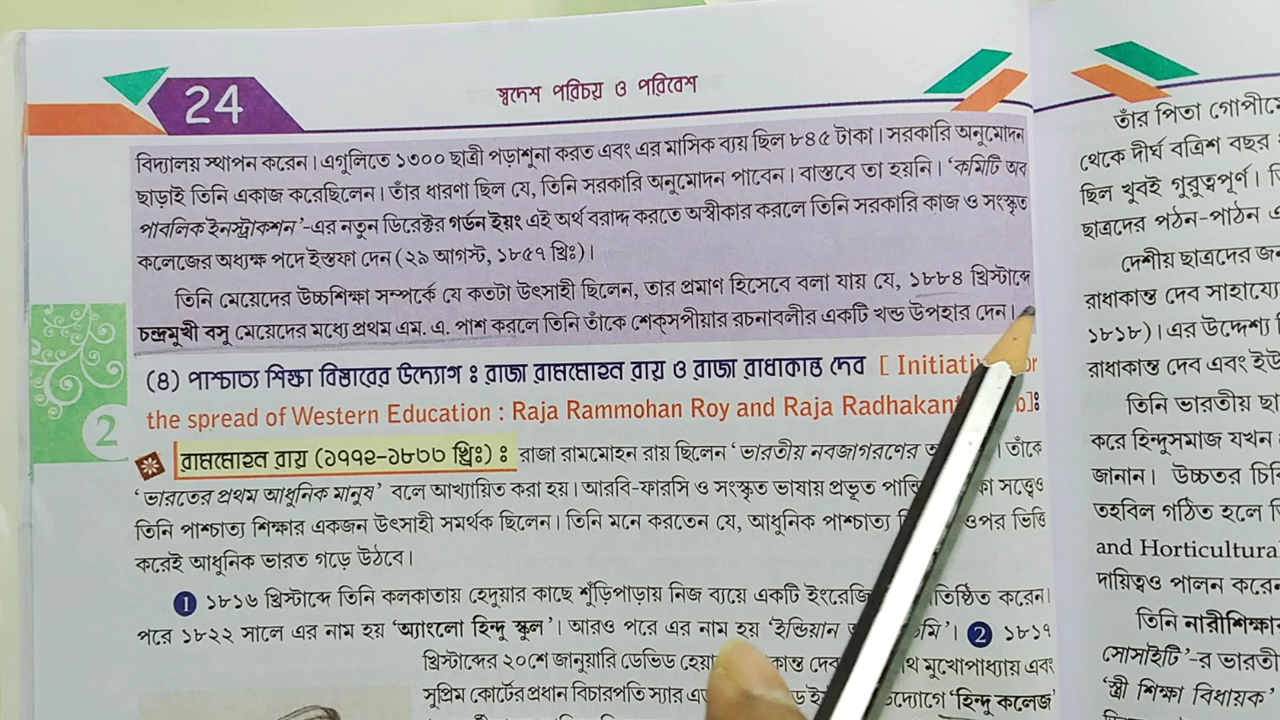 24
স্বদেশ পরিচয় ও পরিবেশ
বিদ্যালয় স্থাপন করেন। এগুলিতে ১৩০০ ছাত্রী পড়াশুনা করত এবং এর মাসিক ব্যয় ছিল ৮৪৫ টাকা। সরকারি অনুমোদন
ছাড়াই তিনি একাজ করেছিলেন। তাঁর ধারণা ছিল যে, তিনি সরকারি অনুমোদন পাবেন। বাস্তবে তা হয়নি। 'কমিটি অব
পাবলিক ইনস্ট্রাকশন'-এর নতুন ডিরেক্টর গর্ডন ইয়ং এই অর্থ বরাদ্দ করতে অস্বীকার করলে তিনি সরকারি কাজ ও সংস্কৃত
কলেজের অধ্যক্ষ পদে ইস্তফা দেন (২৯ আগস্ট, ১৮৫৭ খ্রিঃ)।
তিনি মেয়েদের উচ্চশিক্ষা সম্পর্কে যে কতটা উৎসাহী ছিলেন, তার প্রমাণ হিসেবে বলা যায় যে, ১৮৮৪ খ্রিস্টাব্দে
চন্দ্রমুখী বসু মেয়েদের মধ্যে প্রথম এম. এ. পাশ করলে তিনি তাঁকে শেক্‌সপীয়ার রচনাবলীর একটি খন্ড উপহার দেন।
(৪) পাশ্চাত্য শিক্ষা বিস্তারের উদ্যোগ ঃ রাজা রামমোহন রায় ও রাজা রাধাকান্ত দেব [ Initiati or
the spread of Western Education : Raja Rammohan Roy and Raja Radhakant b]ঃ
2
রামমোহন রায় (১৭৭২-১৮৩৩ খ্রিঃ) ঃ রাজা রামমোহন রায় ছিলেন 'ভারতীয় নবজাগরণের । তাঁকে
'ভারতের প্রথম আধুনিক মানুষ' বলে আখ্যায়িত করা হয়। আরবি-ফারসি ও সংস্কৃত ভাষায় প্রভূত সত্ত্বেও
তিনি পাশ্চাত্য শিক্ষার একজন উৎসাহী সমর্থক ছিলেন। তিনি মনে করতেন যে, আধুনিক পাশ্চাত্য ওপর ভিত্তি
করেই আধুনিক ভারত গড়ে উঠবে।
1 ১৮১৬ খ্রিস্টাব্দে তিনি কলকাতায় হেদুয়ার কাছে শুঁড়িপাড়ায় নিজ ব্যয়ে একটি ইংরেজি তিষ্ঠিত করেন।
পরে ১৮২২ সালে এর নাম হয় 'অ্যাংলো হিন্দু স্কুল'। আরও পরে এর নাম হয় 'ইন্ডিয়ান ডেমি'। 2 ১৮১৭
খ্রিস্টাব্দের ২০শে জানুয়ারি ডেভিড হেয়া কান্ত দেব থ মুখোপাধ্যায় এবং
সুপ্রিম কোর্টের প্রধান বিচারপতি স্যার দ্যোগে 'হিন্দু কলেজ'
তাঁর পিতা গোপীমো
থেকে দীর্ঘ বত্রিশ বছর
ছিল খুবই গুরুত্বপূর্ণ।
ছাত্রদের পঠন-পাঠন
দেশীয় ছাত্রদের জন
রাধাকান্ত দেব সাহায্যে
১৮১৮)। এর উদ্দেশ্য
রাধাকান্ত দেব এবং ইউ
তিনি ভারতীয় ছা
করে হিন্দুসমাজ যখন
জানান। উচ্চতর চিকি
তহবিল গঠিত হলে
and Horticultural
দায়িত্বও পালন করেন
তিনি নারীশিক্ষার
সোসাইটি'-র ভারতী
'স্ত্রী শিক্ষা বিধায়ক'